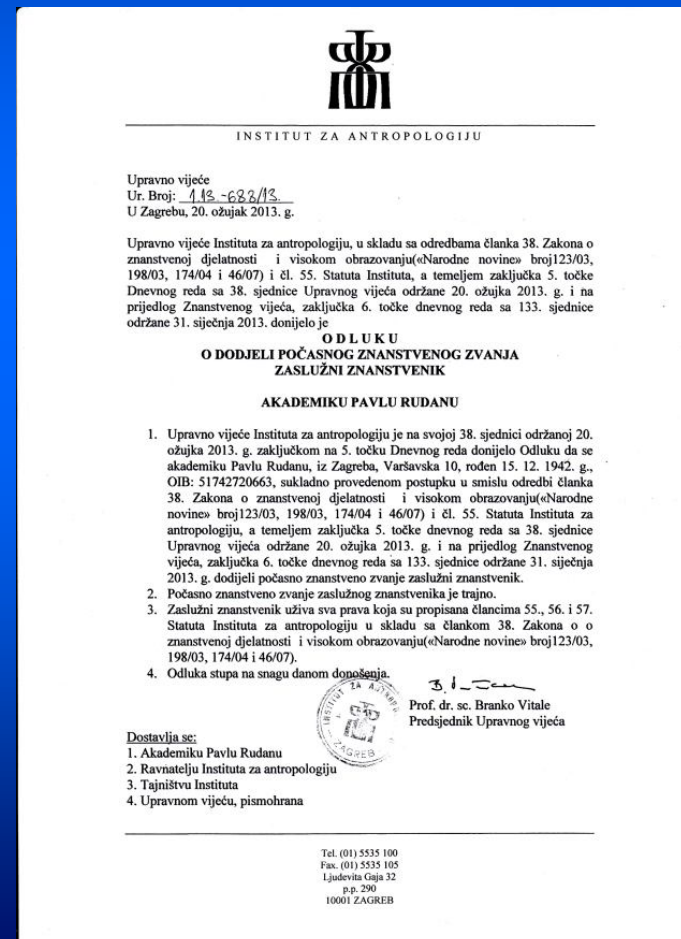 INSTITUT ZA ANTROPOLOGIJU
Upravno vijeće
Ur. Broj: 1.13.-688/13.
U Zagrebu, 20. ožujak 2013. g.
Upravno vijeće Instituta za antropologiju, u skladu sa odredbama članka 38. Zakona o
znanstvenoj djelatnosti i visokom obrazovanju(«Narodne novine» broj123/03,
198/03, 174/04 i 46/07) i čl. 55. Statuta Instituta, a temeljem zaključka 5. točke
Dnevnog reda sa 38. sjednice Upravnog vijeća održane 20. ožujka 2013. g. i na
prijedlog Znanstvenog vijeća, zaključka 6. točke dnevnog reda sa 133. sjednice
održane 31. siječnja 2013. donijelo je
O D L U K U
O DODJELI POČASNOG ZNANSTVENOG ZVANJA
ZASLUŽNI ZNANSTVENIK
AKADEMIKU PAVLU RUDANU
1. Upravno vijeće Instituta za antropologiju je na svojoj 38. sjednici održanoj 20.
ožujka 2013. g. zaključkom na 5. točku Dnevnog reda donijelo Odluku da se
akademiku Pavlu Rudanu, iz Zagreba, Varšavska 10, rođen 15. 12. 1942. g.,
OIB: 51742720663, sukladno provedenom postupku u smislu odredbi članka
38. Zakona o znanstvenoj djelatnosti i visokom obrazovanju(«Narodne
novine» broj123/03, 198/03, 174/04 i 46/07) i čl. 55. Statuta Instituta za
antropologiju, a temeljem zaključka 5. točke dnevnog reda sa 38. sjednice
Upravnog vijeća održane 20. ožujka 2013. g. i na prijedlog Znanstvenog
vijeća, zaključka 6. točke dnevnog reda sa 133. sjednice održane 31. siječnja
2013. g. dodijeli počasno znanstveno zvanje zaslužni znanstvenik.
2. Počasno znanstveno zvanje zaslužnog znanstvenika je trajno.
3. Zaslužni znanstvenik uživa sva prava koja su propisana člancima 55., 56. i 57.
Statuta Instituta za antropologiju u skladu sa člankom 38. Zakona o o
znanstvenoj djelatnosti i visokom obrazovanju(«Narodne novine» broj123/03,
198/03, 174/04 i 46/07).
4. Odluka stupa na snagu danom donošenja.
Prof. dr. sc. Branko Vitale
Predsjednik Upravnog vijeća
INSTITUT ZA
ZAGREB
Dostavlja se:
1. Akademiku Pavlu Rudanu
2. Ravnatelju Instituta za antropologiju
3. Tajništvu Instituta
4. Upravnom vijeću, pismohrana
Tel. (01) 5535 100
Fax. (01) 5535 105
Ljudevita Gaja 32
p.p. 290
10001 ZAGREB